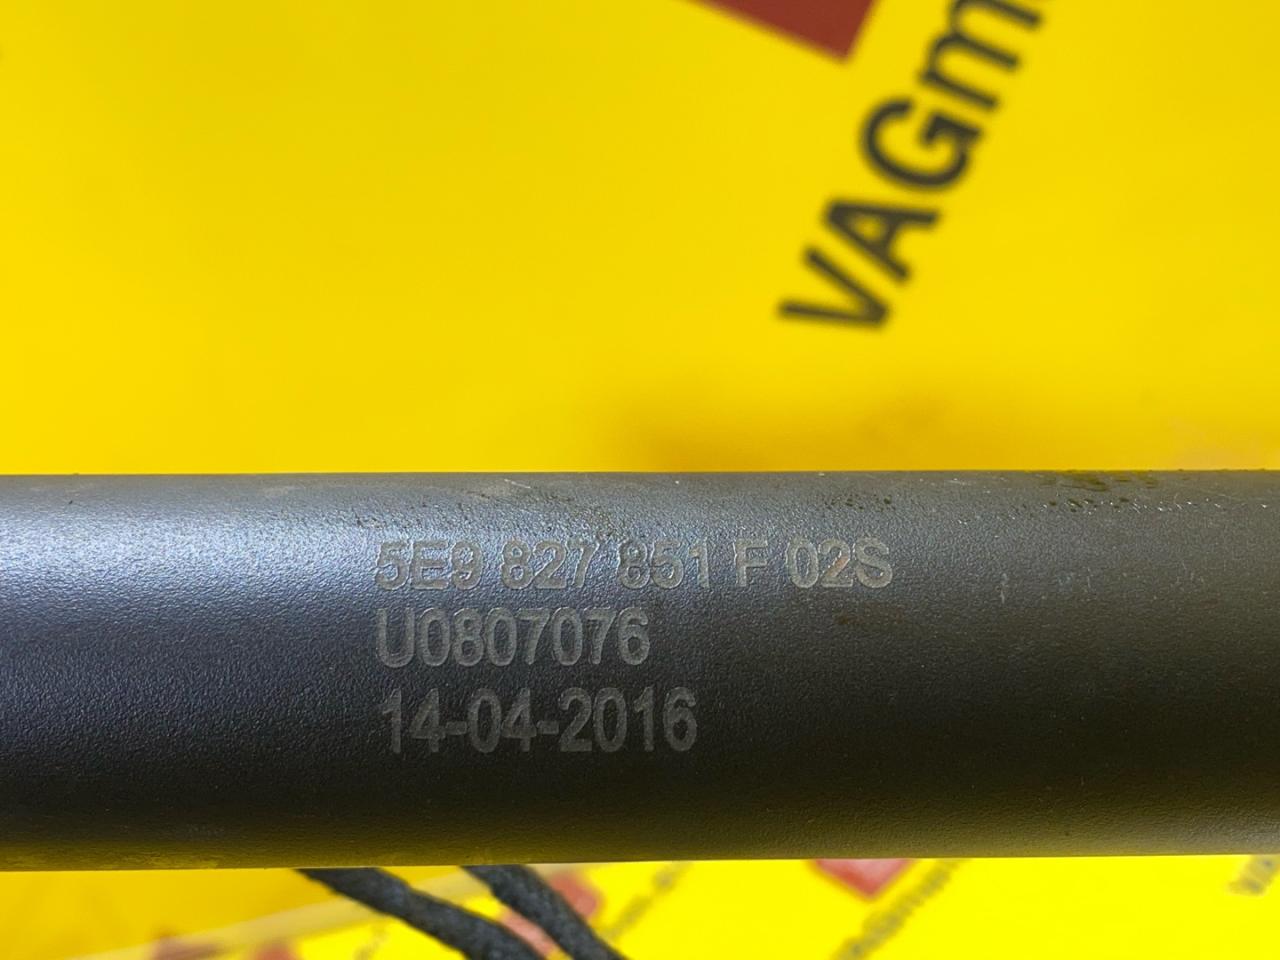 VAGm
5E9 827 851 F 02S
U0807076
14-04-2016